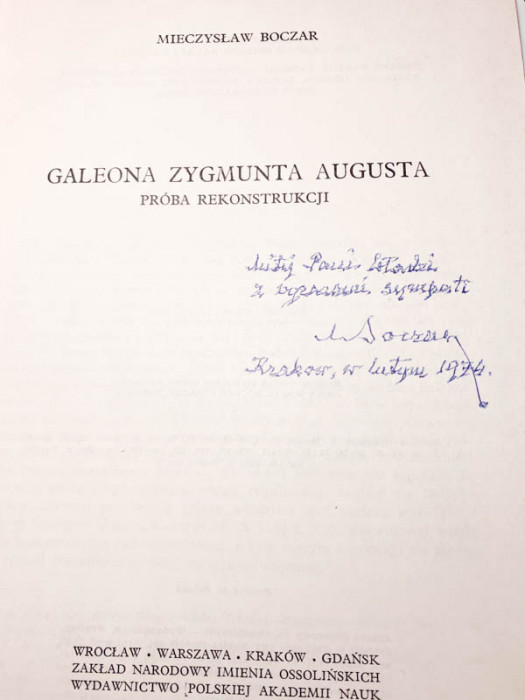 MIECZYSŁAW BOCZAR
GALEONA ZYGMUNTA AUGUSTA
PRÓBA REKONSTRUKCJI
Miłej Pani
z wyrazami sympatii
M Boczar
Kraków, w lutym 1974.
WROCŁAW . WARSZAWA . KRAKÓW . GDAŃSK
ZAKŁAD NARODOWY IMIENIA OSSOLIŃSKICH
WYDAWNICTWO POLSKIEJ AKADEMII NAUK